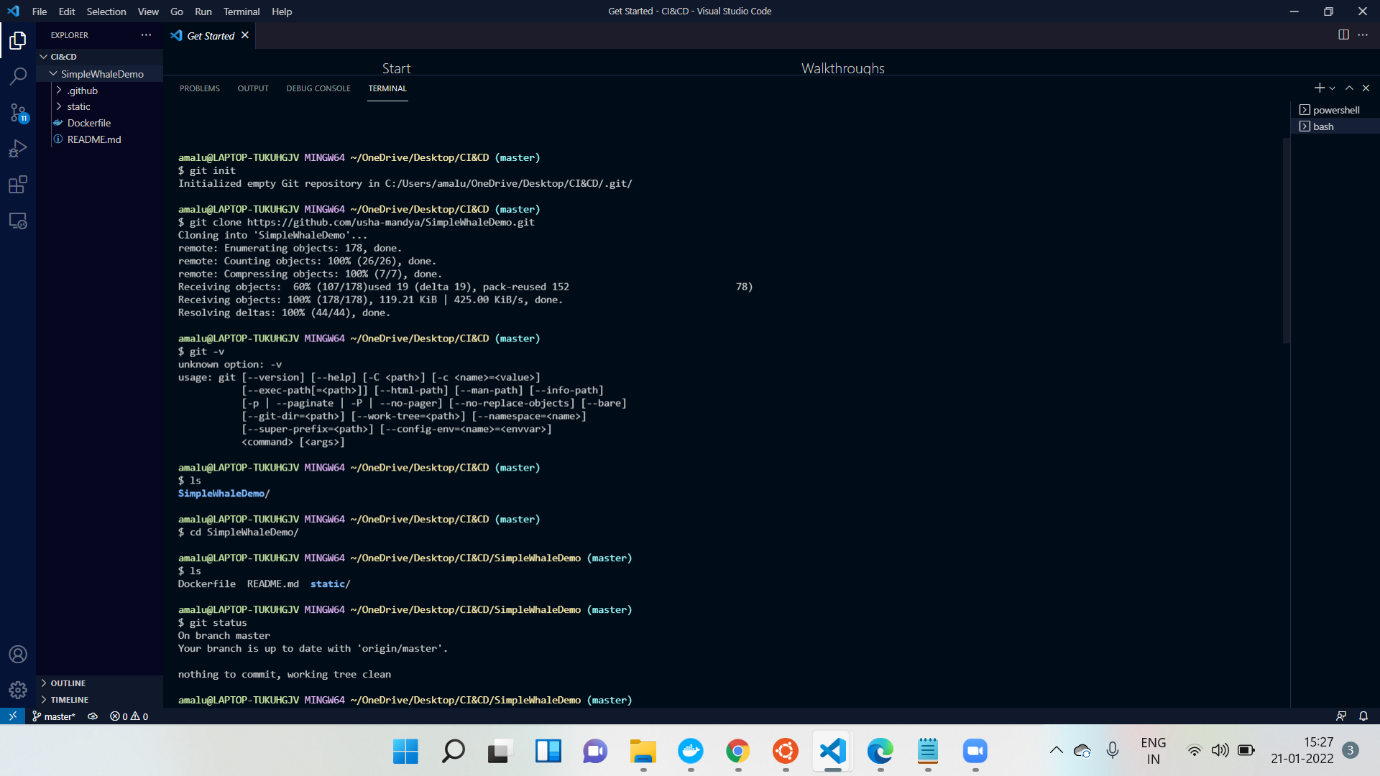 File Edit Selection View Go Run Terminal Help
Get Started - CI&CD - Visual Studio Code
EXPLORER
Get Started
CI&CD
SimpleWhaleDemo
.github
static
Dockerfile
README.md
Start
Walkthroughs
PROBLEMS OUTPUT DEBUG CONSOLE TERMINAL
powershell
bash
amalu@LAPTOP-TUKUHGJV MINGW64 ~/OneDrive/Desktop/CI&CD (master)
$ git init
Initialized empty Git repository in C:/Users/amalu/OneDrive/Desktop/CI&CD/.git/
amalu@LAPTOP-TUKUHGJV MINGW64 ~/OneDrive/Desktop/CI&CD (master)
$ git clone https://github.com/usha-mandya/SimpleWhaleDemo.git
Cloning into 'SimpleWhaleDemo'...
remote: Enumerating objects: 178, done.
remote: Counting objects: 100% (26/26), done.
remote: Compressing objects: 100% (7/7), done.
Receiving objects:  60% (107/178)used 19 (delta 19), pack-reused 152 78)
Receiving objects: 100% (178/178), 119.21 KiB | 425.00 KiB/s, done.
Resolving deltas: 100% (44/44), done.
amalu@LAPTOP-TUKUHGJV MINGW64 ~/OneDrive/Desktop/CI&CD (master)
$ git -v
unknown option: -v
usage: git [--version] [--help] [-C <path>] [-c <name>=<value>]
[--exec-path[=<path>]] [--html-path] [--man-path] [--info-path]
[-p | --paginate | -P | --no-pager] [--no-replace-objects] [--bare]
[--git-dir=<path>] [--work-tree=<path>] [--namespace=<name>]
[--super-prefix=<path>] [--config-env=<name>=<envvar>]
<command> [<args>]
amalu@LAPTOP-TUKUHGJV MINGW64 ~/OneDrive/Desktop/CI&CD (master)
$ ls
SimpleWhaleDemo/
amalu@LAPTOP-TUKUHGJV MINGW64 ~/OneDrive/Desktop/CI&CD (master)
$ cd SimpleWhaleDemo/
amalu@LAPTOP-TUKUHGJV MINGW64 ~/OneDrive/Desktop/CI&CD/SimpleWhaleDemo (master)
$ ls
Dockerfile  README.md  static/
amalu@LAPTOP-TUKUHGJV MINGW64 ~/OneDrive/Desktop/CI&CD/SimpleWhaleDemo (master)
$ git status
On branch master
Your branch is up to date with 'origin/master'.
nothing to commit, working tree clean
amalu@LAPTOP-TUKUHGJV MINGW64 ~/OneDrive/Desktop/CI&CD/SimpleWhaleDemo (master)
11
OUTLINE
TIMELINE
master* 0 0
ENG
IN
15:27
21-01-2022
3